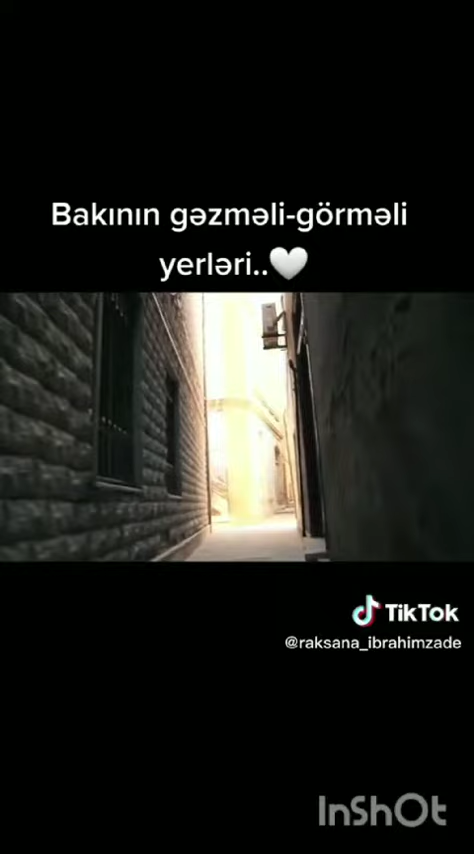 Bakının gəzməli-görməli
yerləri..🤍
TikTok
@raksana_ibrahimzade
InShOt